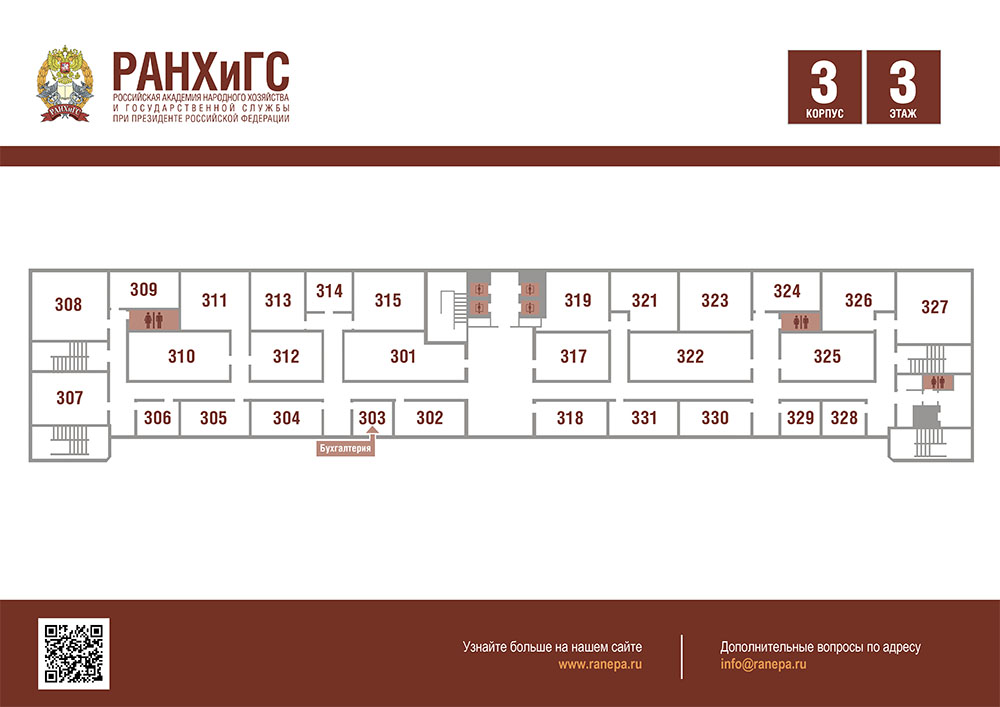 РАНХиГС
РОССИЙСКАЯ АКАДЕМИЯ НАРОДНОГО ХОЗЯЙСТВА
И ГОСУДАРСТВЕННОЙ СЛУЖБЫ
ПРИ ПРЕЗИДЕНТЕ РОССИЙСКОЙ ФЕДЕРАЦИИ
РАНХиГС
3
КОРПУС
3
ЭТАЖ
308
309
311
313
314
315
319
321
323
324
326
327
310
312
301
317
322
325
307
306
305
304
303
302
318
331
330
329
328
Бухгалтерия
Узнайте больше на нашем сайте
www.ranepa.ru
Дополнительные вопросы по адресу
info@ranepa.ru